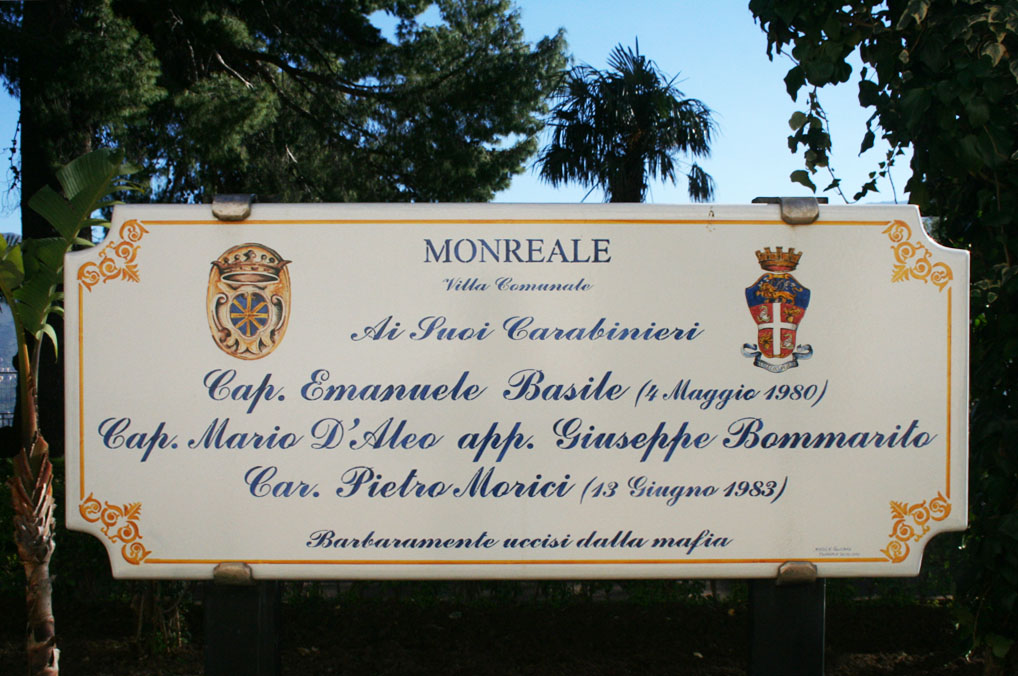 MONREALE
Villa Comunale
Ai Suoi Carabinieri
Cap. Emanuele Basile (4 Maggio 1980)
Cap. Mario D'Aleo app. Giuseppe Bommarito
Car. Pietro Morici (13 Giugno 1983)
Barbaramente uccisi dalla mafia